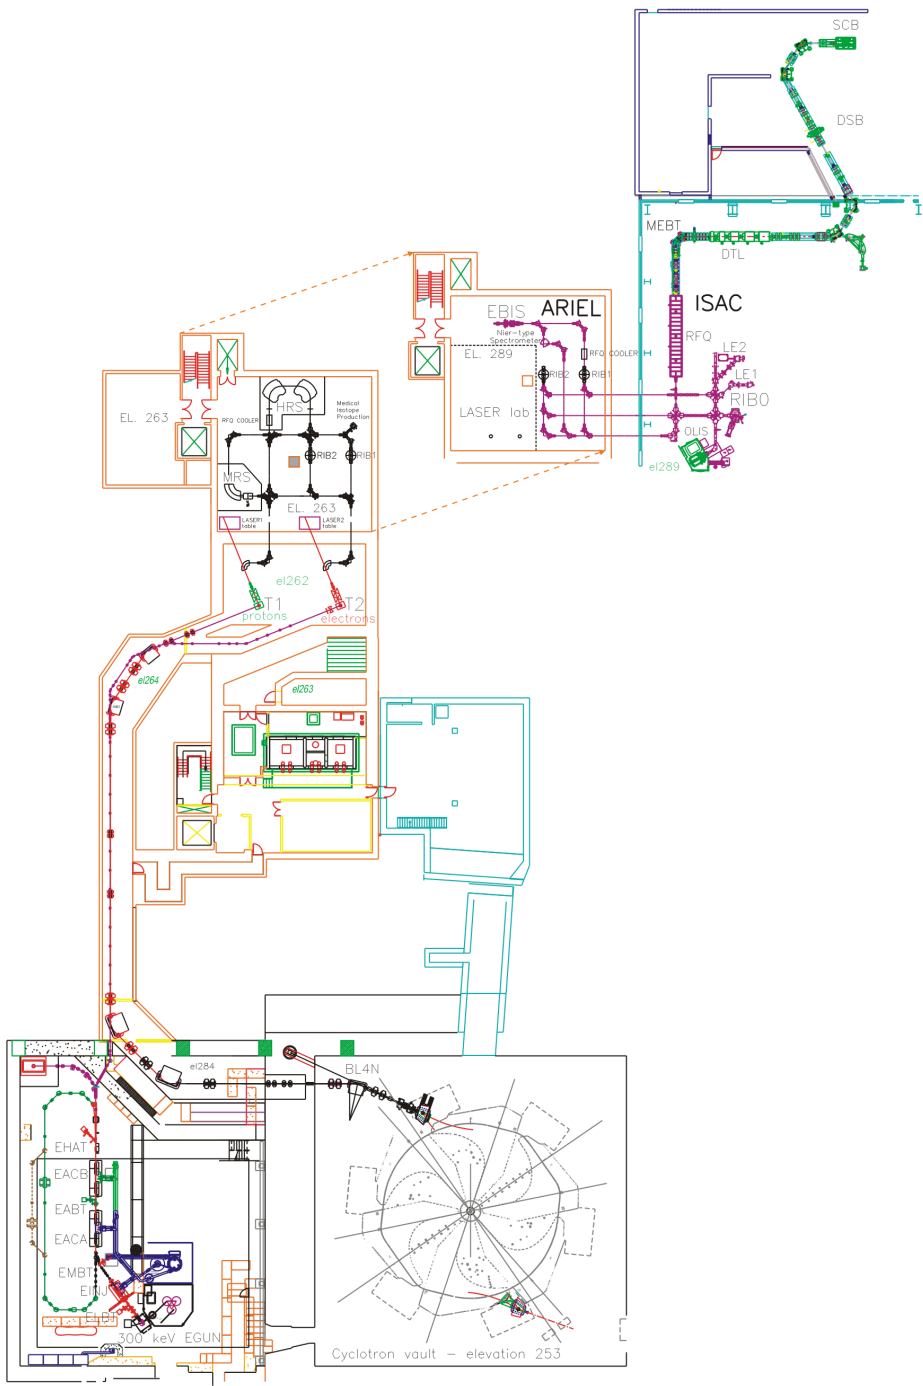 SCB
DSB
MEBT
DTL
ISAC
ARIEL
EBIS
Nier-type
Spectrometer
RFQ
EL. 289
RFQ COOLER
LE2
RIB2
RIB1
LE1
RIB0
LASER lab
OLIS
el289
EL. 263
HRS
Medical
Isotope
Production
RFQ COOLER
RIB2
RIB1
MRS
EL. 263
LASER1
table
LASER2
table
el262
T1
protons
T2
electrons
el264
el263
el284
BL4N
EHAT
EACB
EABT
EACA
EMBT
EINJ
ELBT
300 keV EGUN
Cyclotron vault – elevation 253